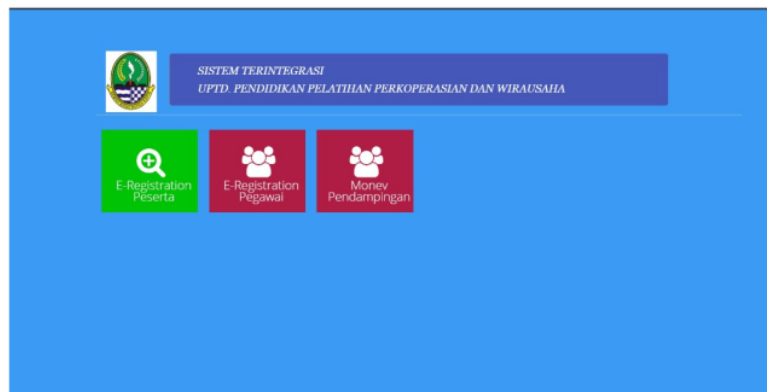 SISTEM TERINTEGRASI
UPTD. PENDIDIKAN PELATIHAN PERKOPERASIAN DAN WIRAUSAHA
E-Registration
Peserta
E-Registration
Pegawai
Monev
Pendampingan